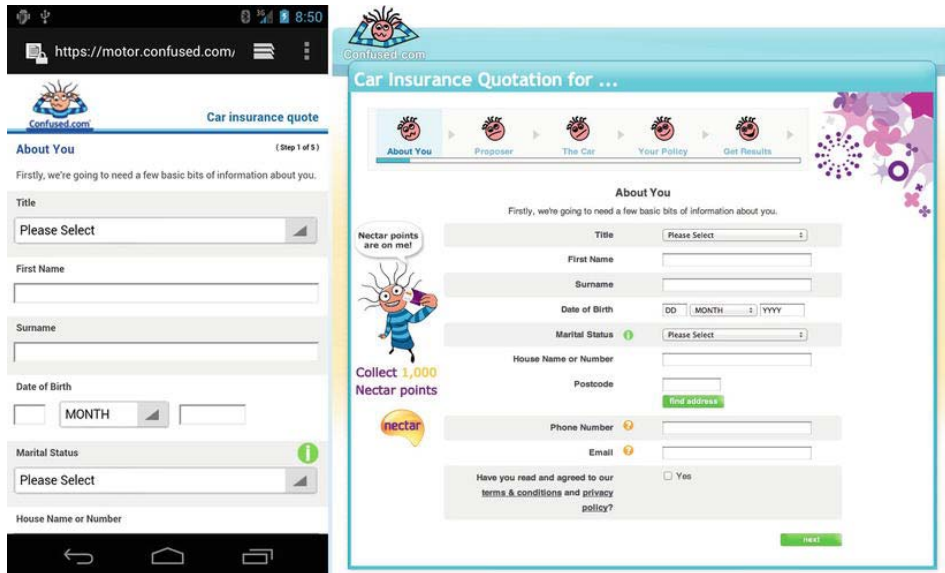 3G 8:50
https://motor.confused.com/
Confused.com
Car insurance quote
About You
( Step 1 of 5 )
Firstly, we're going to need a few basic bits of information about you.
Title
Please Select
First Name
Surname
Date of Birth
MONTH
Marital Status
Please Select
House Name or Number
Confused.com
Car Insurance Quotation for ...
About You Proposer The Car Your Policy Get Results
About You
Firstly, we're going to need a few basic bits of information about you.
Nectar points
are on me!
Collect 1,000
Nectar points
nectar
Title Please Select
First Name
Surname
Date of Birth DD MONTH YYYY
Marital Status Please Select
House Name or Number
Postcode
find address
Phone Number ?
Email ?
Have you read and agreed to our Yes
terms & conditions and privacy
policy?
next